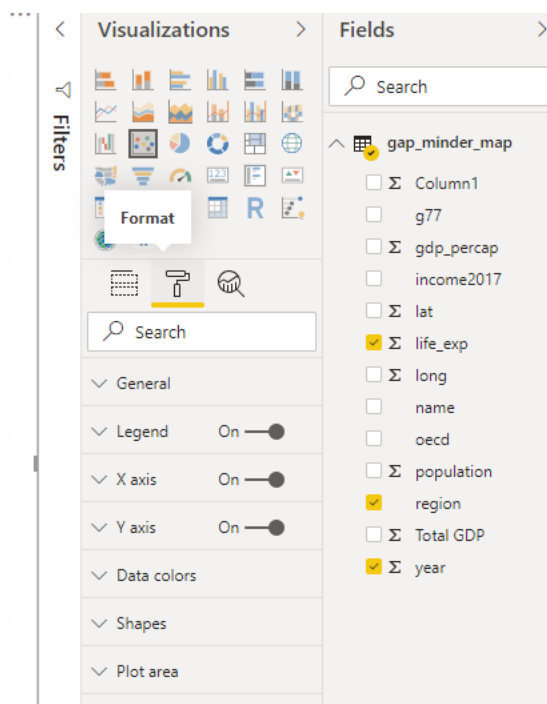 Visualizations
Fields
Filters
Search
gap_minder_map
Column1
g77
gdp_percap
income2017
lat
life_exp
long
name
oecd
population
region
Total GDP
year
123
R
Format
Search
General
Legend On
X axis On
Y axis On
Data colors
Shapes
Plot area